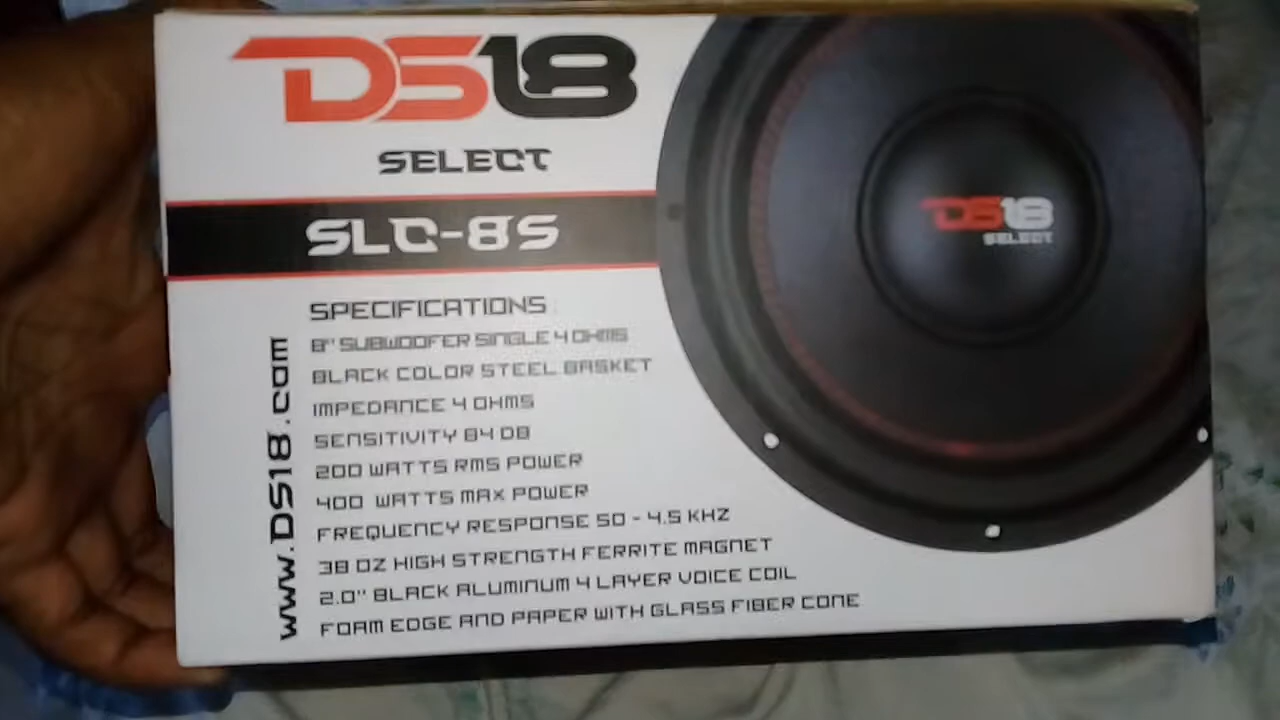 DS18
SELECT
SLC-8S
SPECIFICATIONS
8" SUBWOOFER SINGLE 4 OHMS
BLACK COLOR STEEL BASKET
IMPEDANCE 4 OHMS
SENSITIVITY 84 DB
200 WATTS RMS POWER
400 WATTS MAX POWER
FREQUENCY RESPONSE 50 - 4.5 KHZ
38 OZ HIGH STRENGTH FERRITE MAGNET
2.0" BLACK ALUMINUM 4 LAYER VOICE COIL
FOAM EDGE AND PAPER WITH GLASS FIBER CONE
www.DS18.com
DS18
SELECT